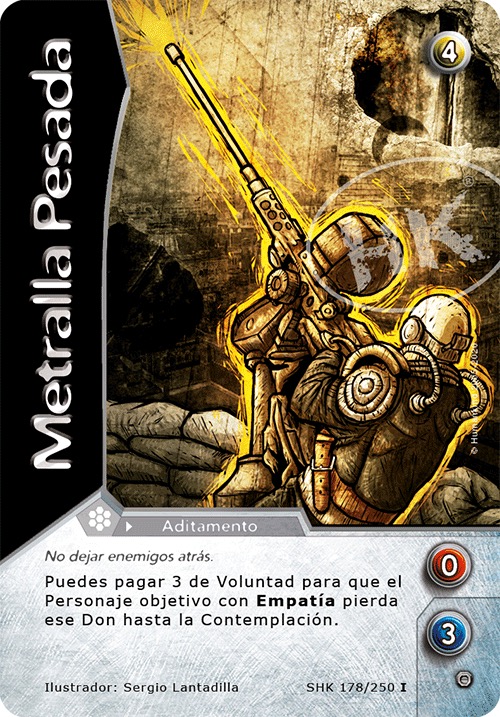 4
Metralla Pesada
HK
Aditamento
No dejar enemigos atrás.
Puedes pagar 3 de Voluntad para que el
Personaje objetivo con Empatía pierda
ese Don hasta la Contemplación.
0
3
Ilustrador: Sergio Lantadilla
SHK 178/250 I